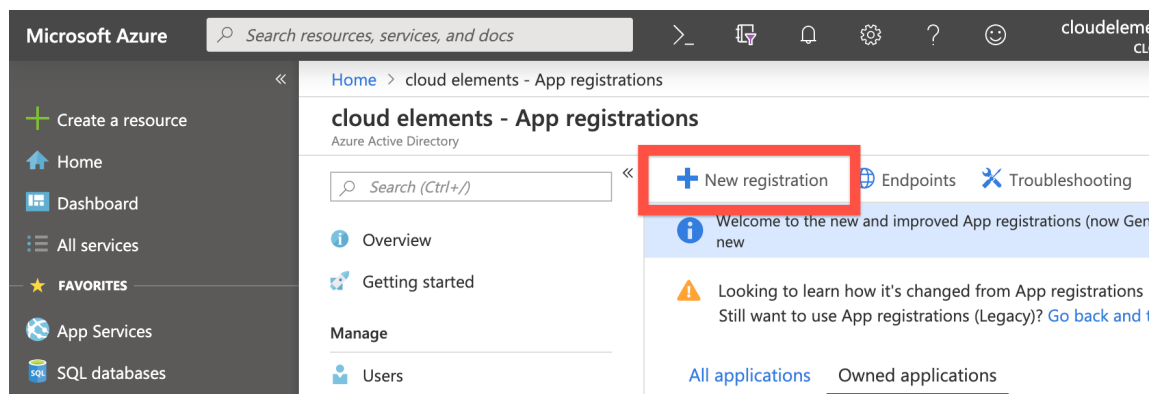 Microsoft Azure
Search resources, services, and docs
cloudeleme
CL
Create a resource
Home
Dashboard
All services
FAVORITES
App Services
SQL databases
Home > cloud elements - App registrations
cloud elements - App registrations
Azure Active Directory
Search (Ctrl+/)
Overview
Getting started
Manage
Users
New registration
Endpoints
Troubleshooting
Welcome to the new and improved App registrations (now Gen
new
Looking to learn how it's changed from App registrations
Still want to use App registrations (Legacy)? Go back and t
All applications
Owned applications